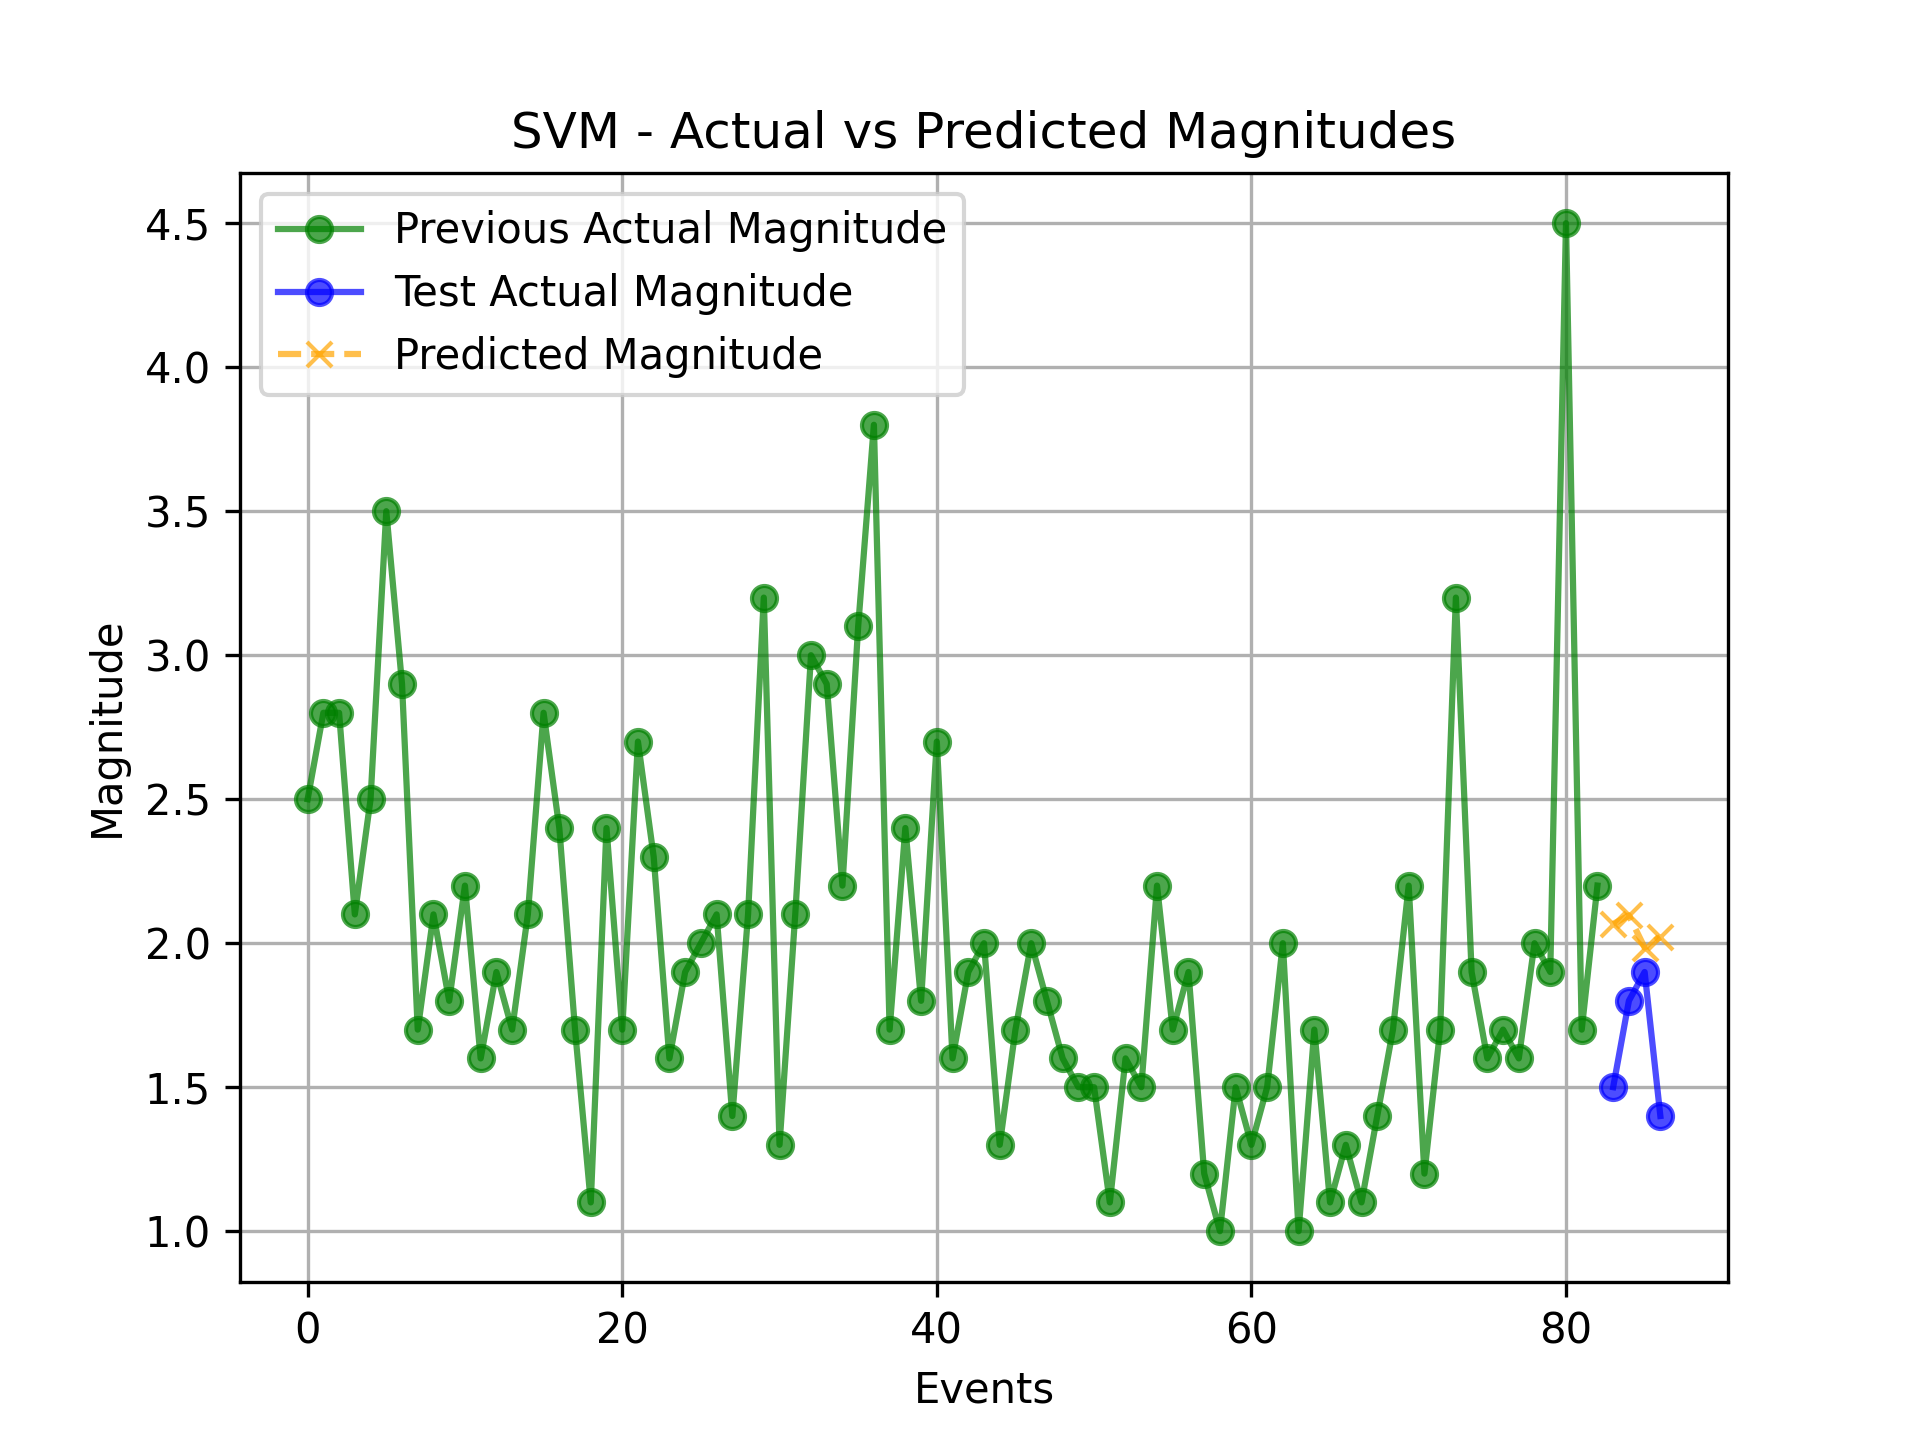 SVM - Actual vs Predicted Magnitudes
Previous Actual Magnitude
Test Actual Magnitude
Predicted Magnitude
4.5
4.0
3.5
3.0
2.5
2.0
1.5
1.0
Magnitude
0 20 40 60 80
Events